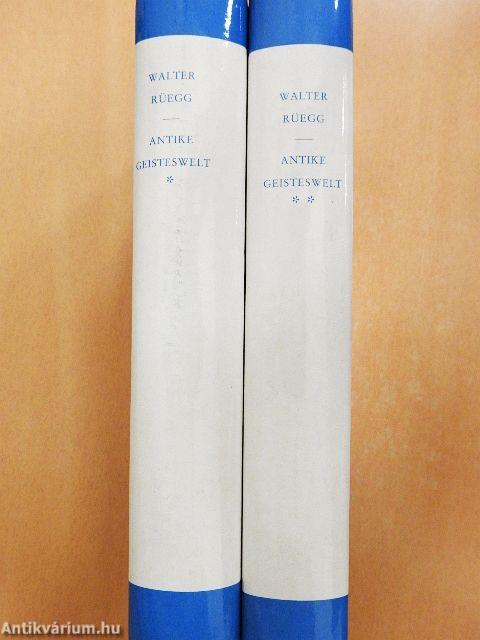 WALTER
RÜEGG
ANTIKE
GEISTESWELT
*
WALTER
RÜEGG
ANTIKE
GEISTESWELT
* *
Antikvárium.hu